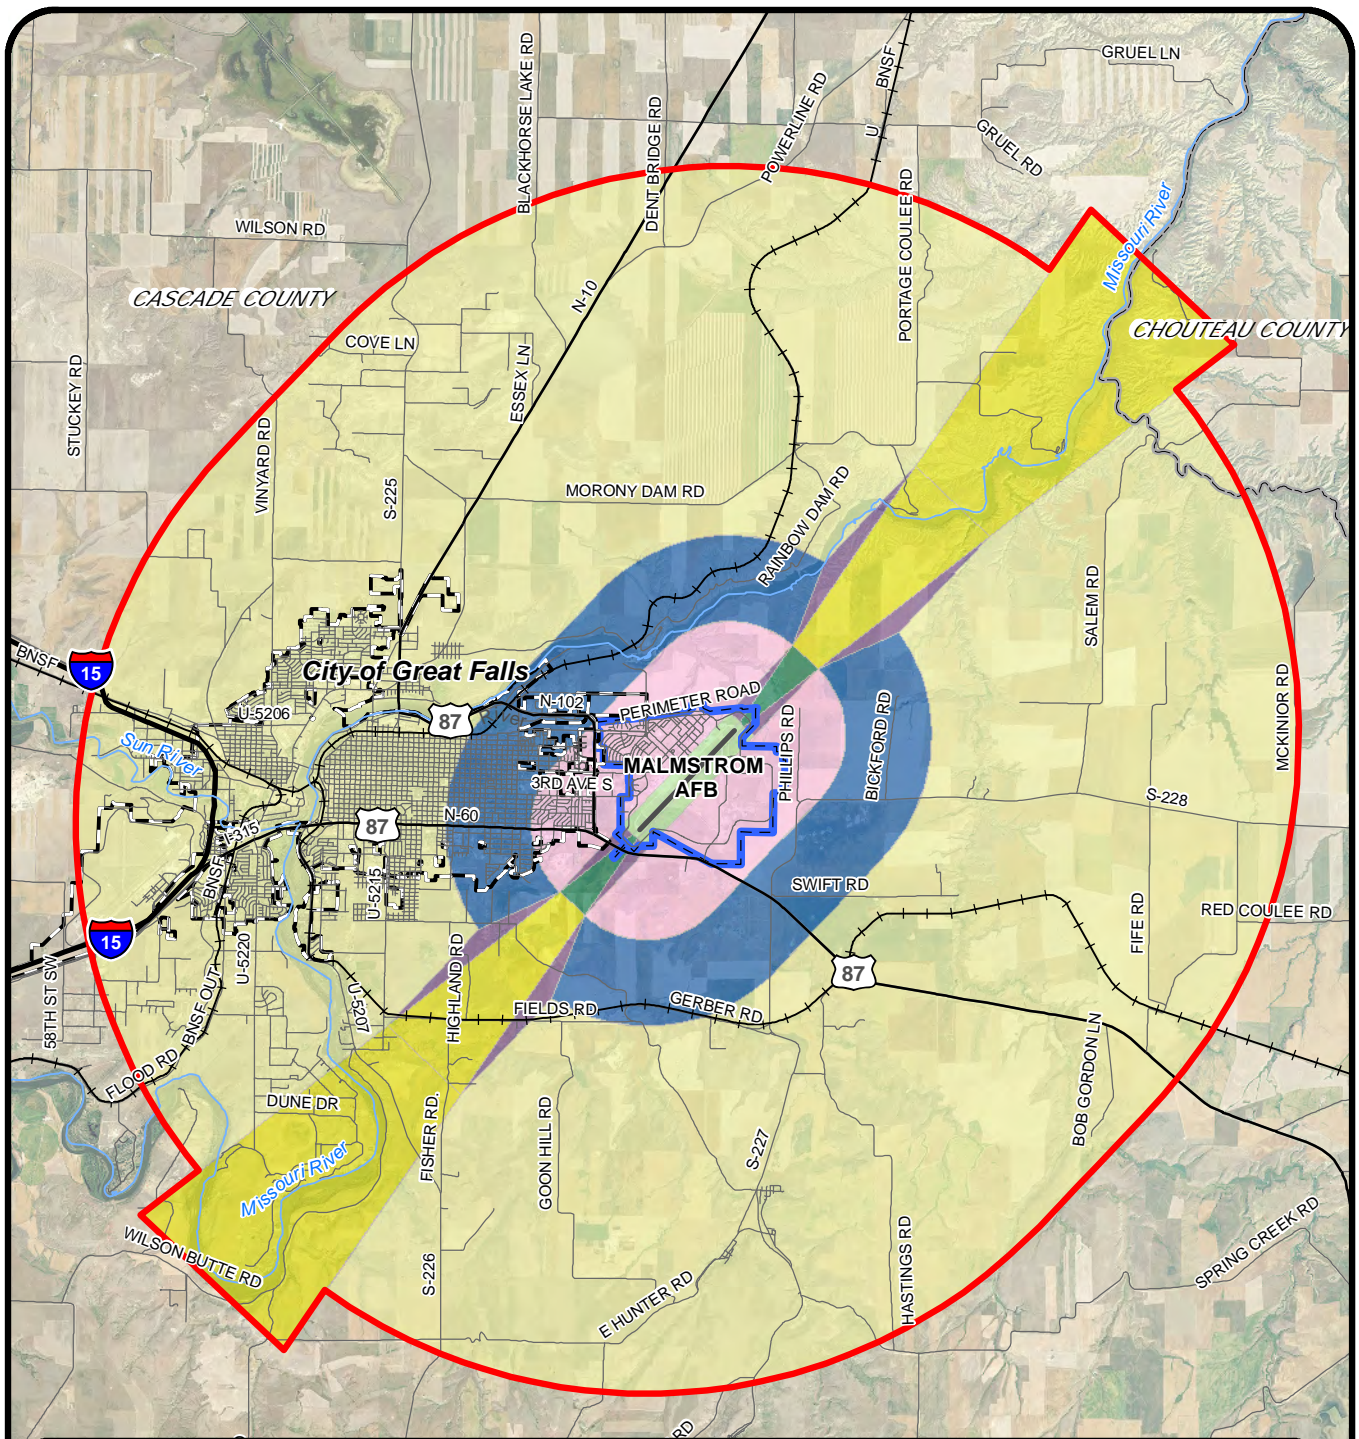 GRUEL LN
BLACKHORSE LAKE RD
DENT BRIDGE RD
POWERLINE RD
U
BNSF
GRUEL RD
PORTAGE COULEE RD
Missouri River
WILSON RD
CASCADE COUNTY
N-10
CHOUTEAU COUNTY
COVE LN
STUCKEY RD
ESSEX LN
VINYARD RD
S-225
MORONY DAM RD
RAINBOW DAM RD
SALEM RD
BNSF
15
City of Great Falls
MCKINIOR RD
U-5206
87
River
N-102
PERIMETER ROAD
PHILLIPS RD
BICKFORD RD
Sun River
MALMSTROM
AFB
3RD AVE S
S-228
N-60
87
I-315
BNSF
U-5215
SWIFT RD
FIFE RD
RED COULEE RD
15
58TH ST SW
U-5220
HIGHLAND RD
87
BNSF OUT
U-5207
FIELDS RD
GERBER RD
BOB GORDON LN
FLOOD RD
DUNE DR
FISHER RD.
GOON HILL RD
S-227
Missouri River
WILSON BUTTE RD
S-226
E HUNTER RD
HASTINGS RD
SPRING CREEK RD
RD